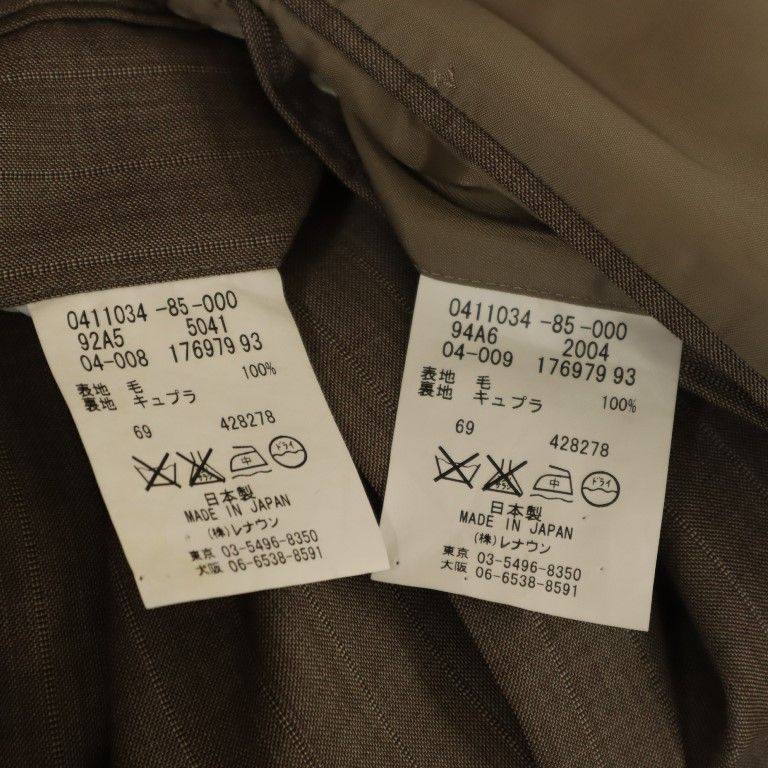 0411034 -85-000
92A5 5041
04-008 176979 93
表地 毛 100%
裏地 キュプラ
69 428278
中 ドライ
日本製
MADE IN JAPAN
(株)レナウン
東京 03-5496-8350
大阪 06-6538-8591
0411034 -85-000
94A6 2004
04-009 176979 93
表地 毛
裏地 キュプラ 100%
69 428278
中 ドライ
日本製
MADE IN JAPAN
(株)レナウン
東京 03-5496-8350
大阪 06-6538-8591